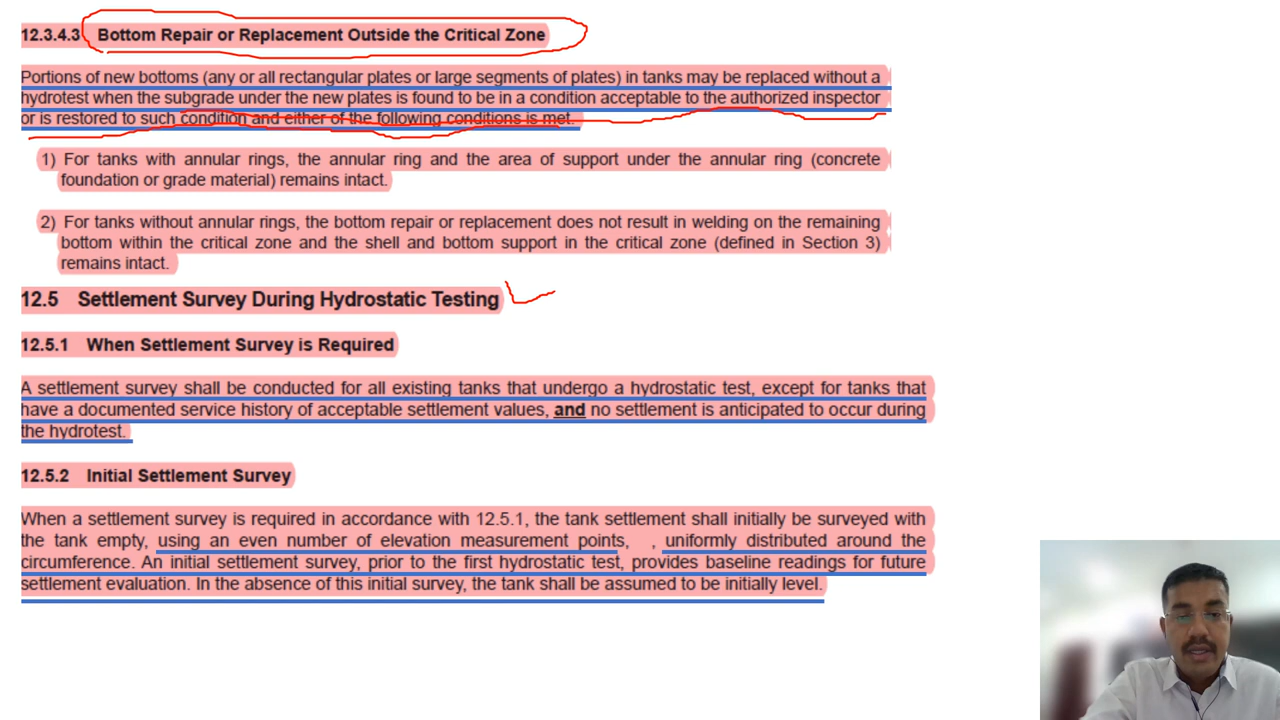 12.3.4.3 Bottom Repair or Replacement Outside the Critical Zone
Portions of new bottoms (any or all rectangular plates or large segments of plates) in tanks may be replaced without a
hydrotest when the subgrade under the new plates is found to be in a condition acceptable to the authorized inspector
or is restored to such condition and either of the following conditions is met.
1) For tanks with annular rings, the annular ring and the area of support under the annular ring (concrete
foundation or grade material) remains intact.
2) For tanks without annular rings, the bottom repair or replacement does not result in welding on the remaining
bottom within the critical zone and the shell and bottom support in the critical zone (defined in Section 3)
remains intact.
12.5 Settlement Survey During Hydrostatic Testing
12.5.1 When Settlement Survey is Required
A settlement survey shall be conducted for all existing tanks that undergo a hydrostatic test, except for tanks that
have a documented service history of acceptable settlement values, and no settlement is anticipated to occur during
the hydrotest.
12.5.2 Initial Settlement Survey
When a settlement survey is required in accordance with 12.5.1, the tank settlement shall initially be surveyed with
the tank empty, using an even number of elevation measurement points, , uniformly distributed around the
circumference. An initial settlement survey, prior to the first hydrostatic test, provides baseline readings for future
settlement evaluation. In the absence of this initial survey, the tank shall be assumed to be initially level.